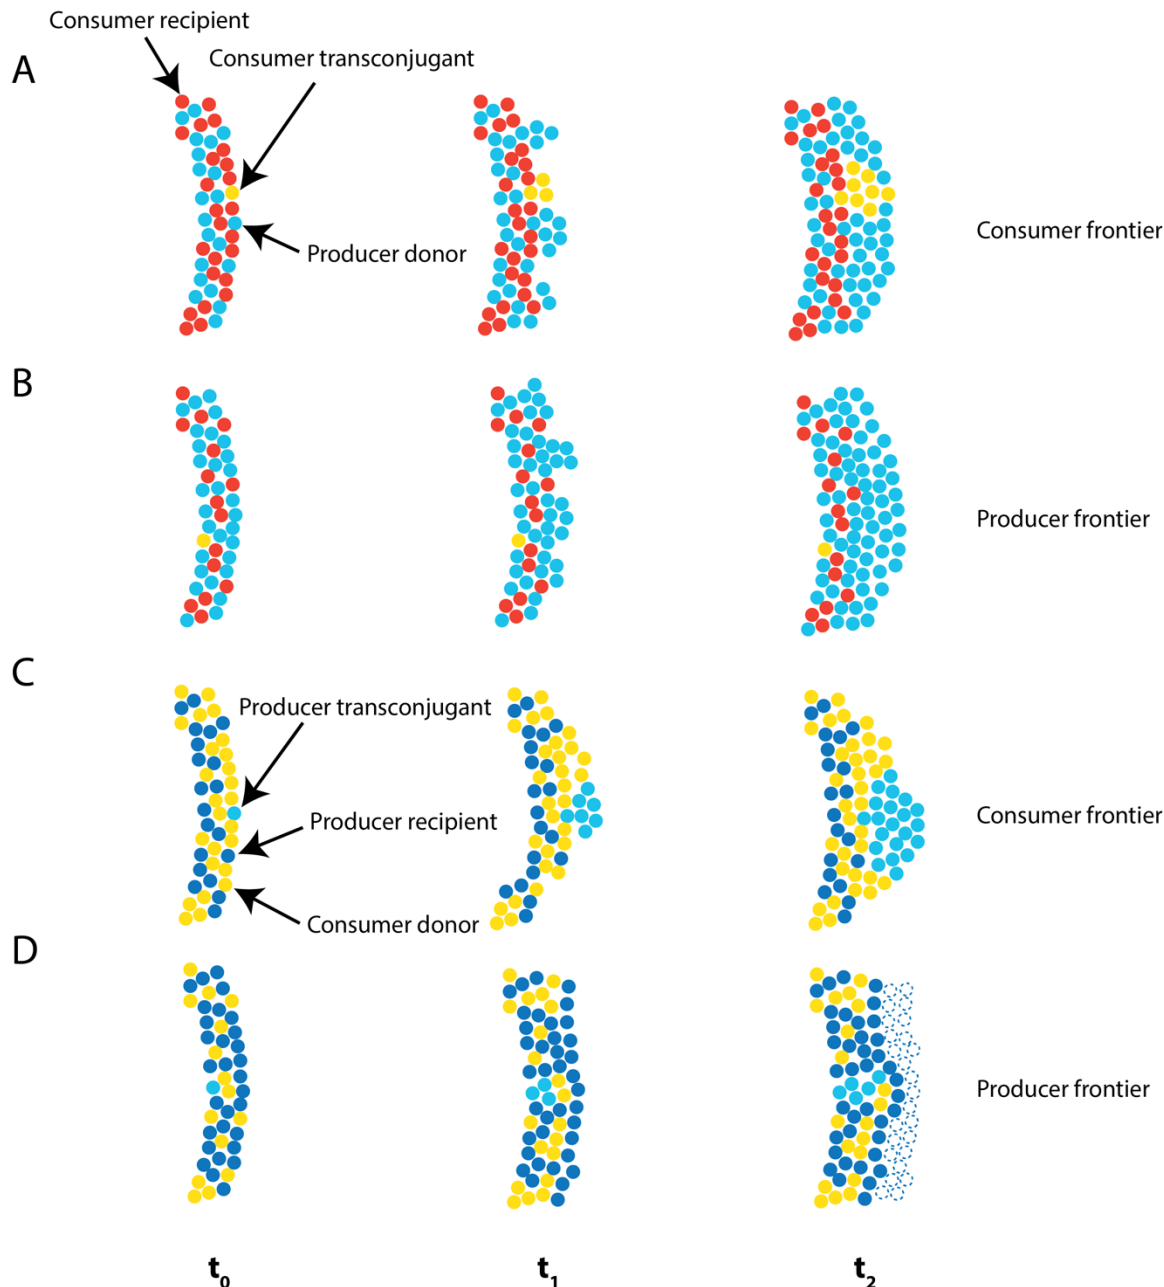 Consumer recipient
A
Consumer transconjugant
Producer donor
Consumer frontier
B
Producer frontier
C
Producer transconjugant
Producer recipient
Consumer donor
Consumer frontier
D
Producer frontier
t0 t1 t2